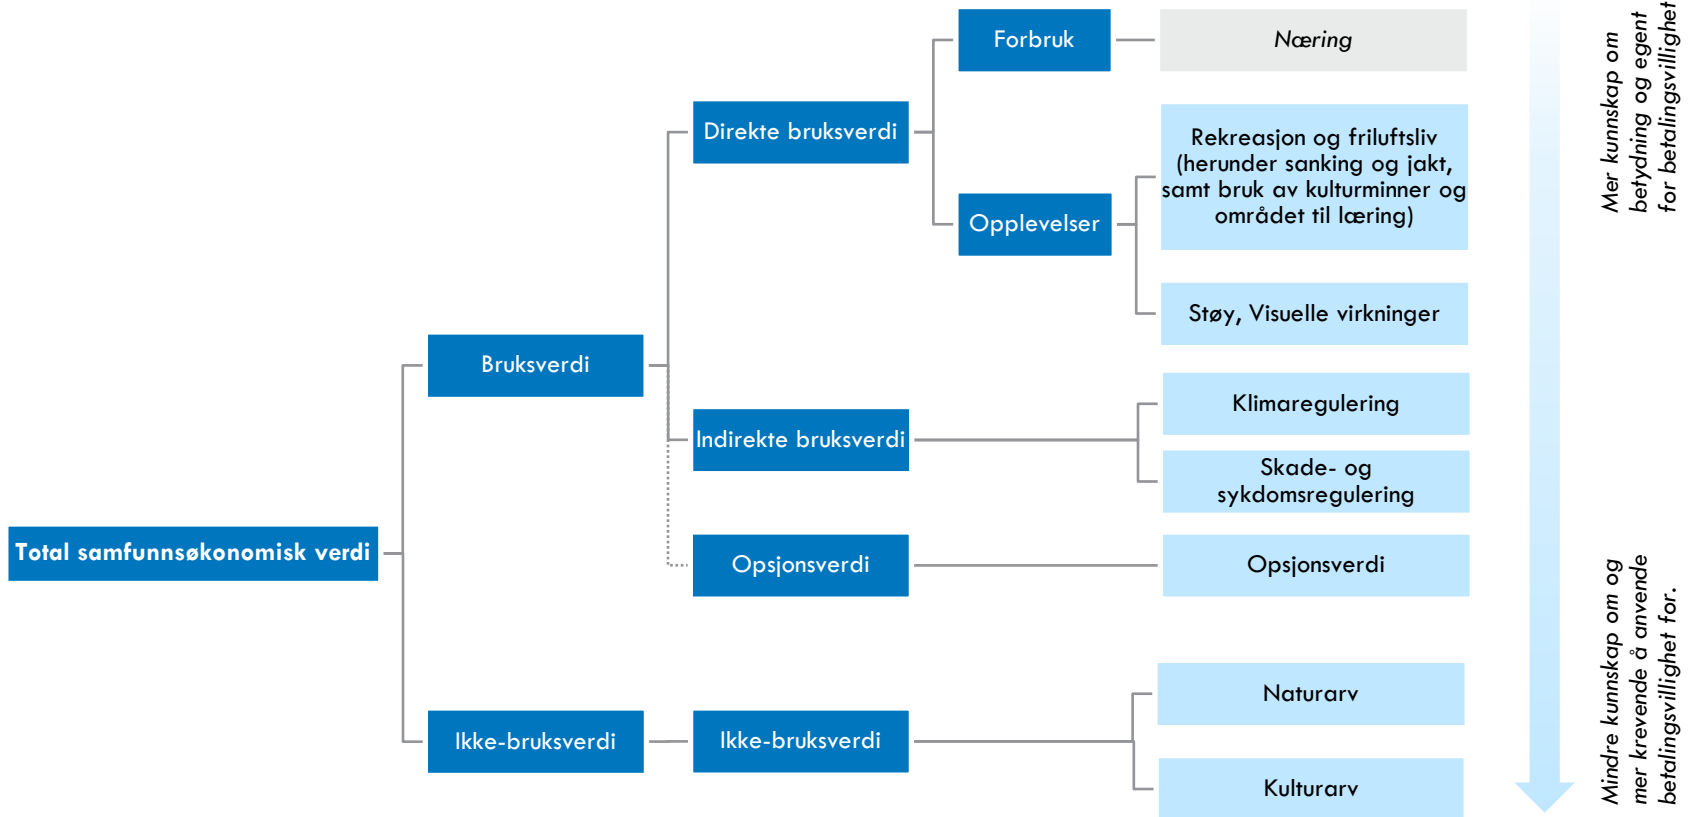 Forbruk
Næring
Direkte bruksverdi
Rekreasjon og friluftsliv
(herunder sanking og jakt,
samt bruk av kulturminner og
området til læring)
Opplevelser
Støy, Visuelle virkninger
Bruksverdi
Klimaregulering
Indirekte bruksverdi
Skade- og
sykdomsregulering
Total samfunnsøkonomisk verdi
Opsjonsverdi
Opsjonsverdi
Naturarv
Ikke-bruksverdi
Ikke-bruksverdi
Kulturarv
Mer kunnskap om
betydning og egent
for betalingsvillighet
Mindre kunnskap om og
mer krevende å anvende
betalingsvillighet for.